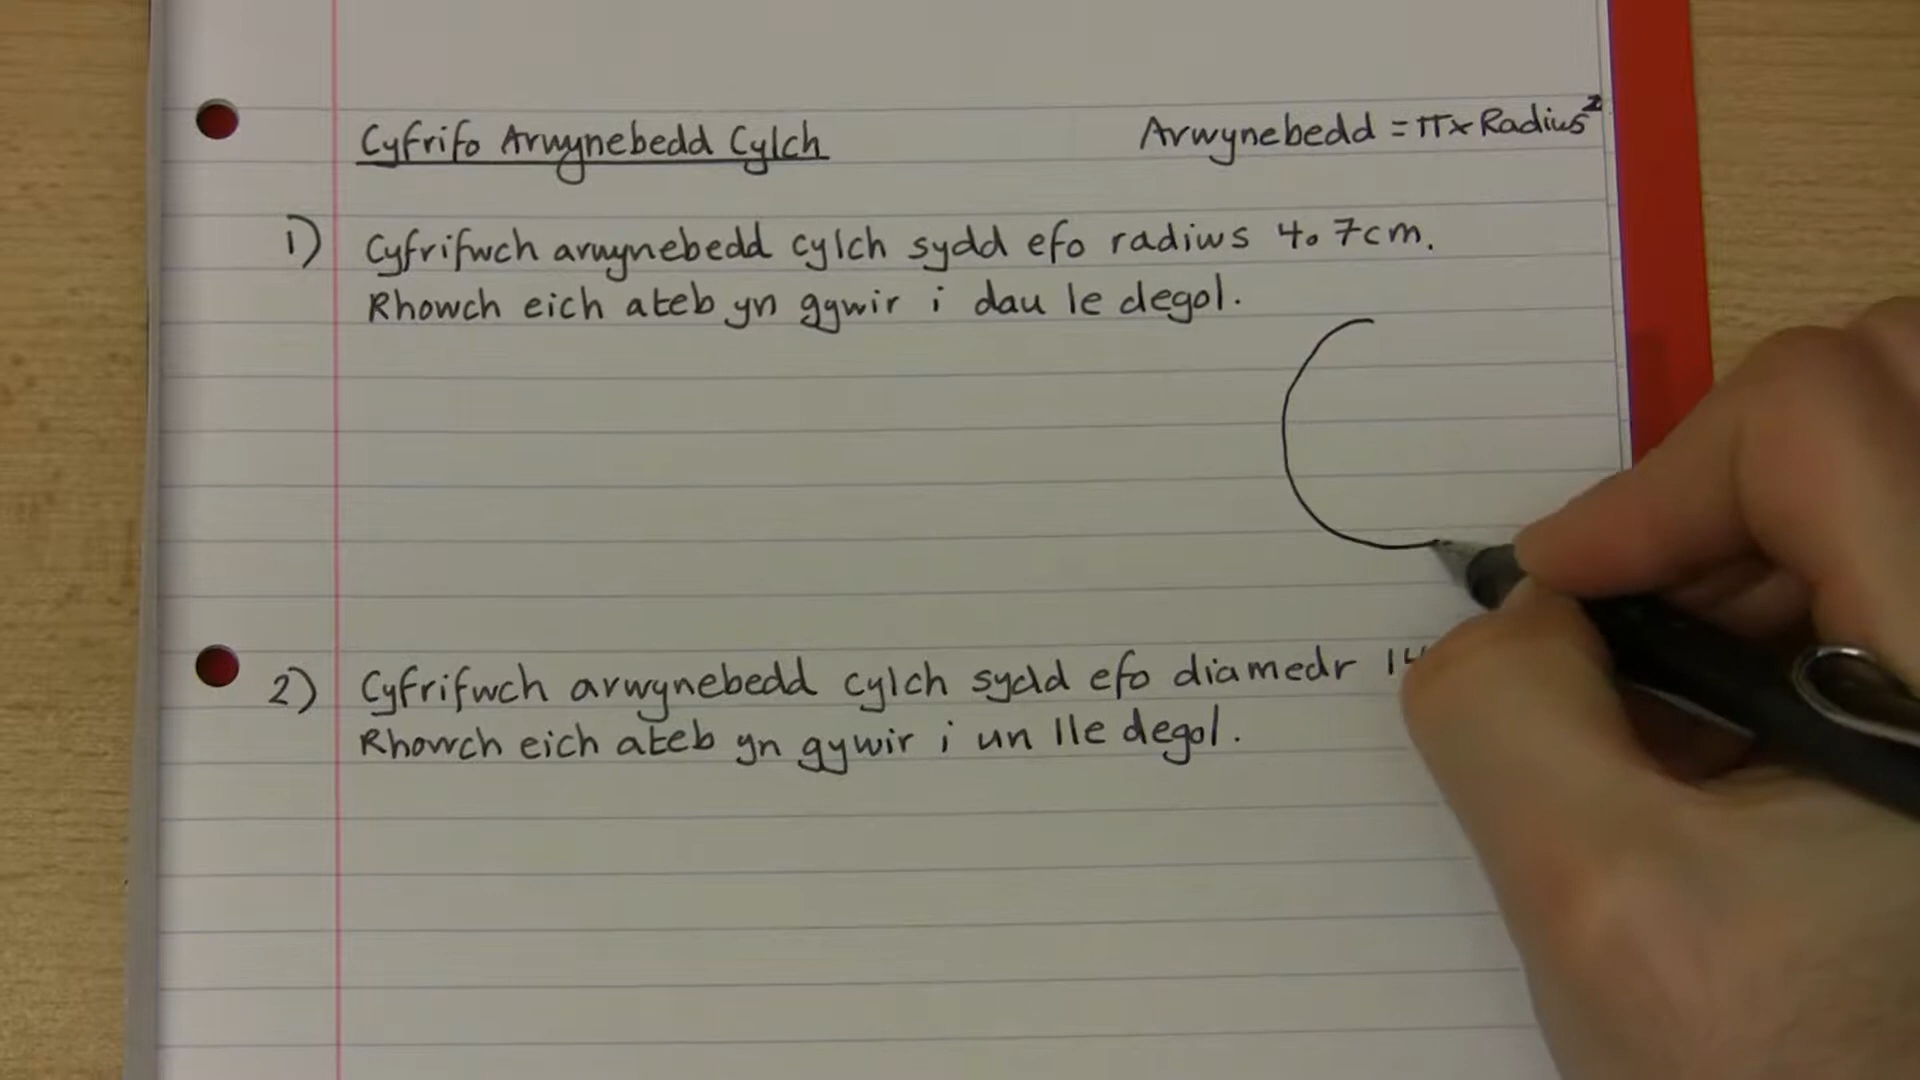 Cyfrifo Arwynebedd Cylch
Arwynebedd = π x Radius²
1) Cyfrifwch arwynebedd cylch sydd efo radiws 4.7cm.
Rhowch eich ateb yn gywir i dau le degol.
2) Cyfrifwch arwynebedd cylch sydd efo diamedr
Rhowch eich ateb yn gywir i un lle degol.